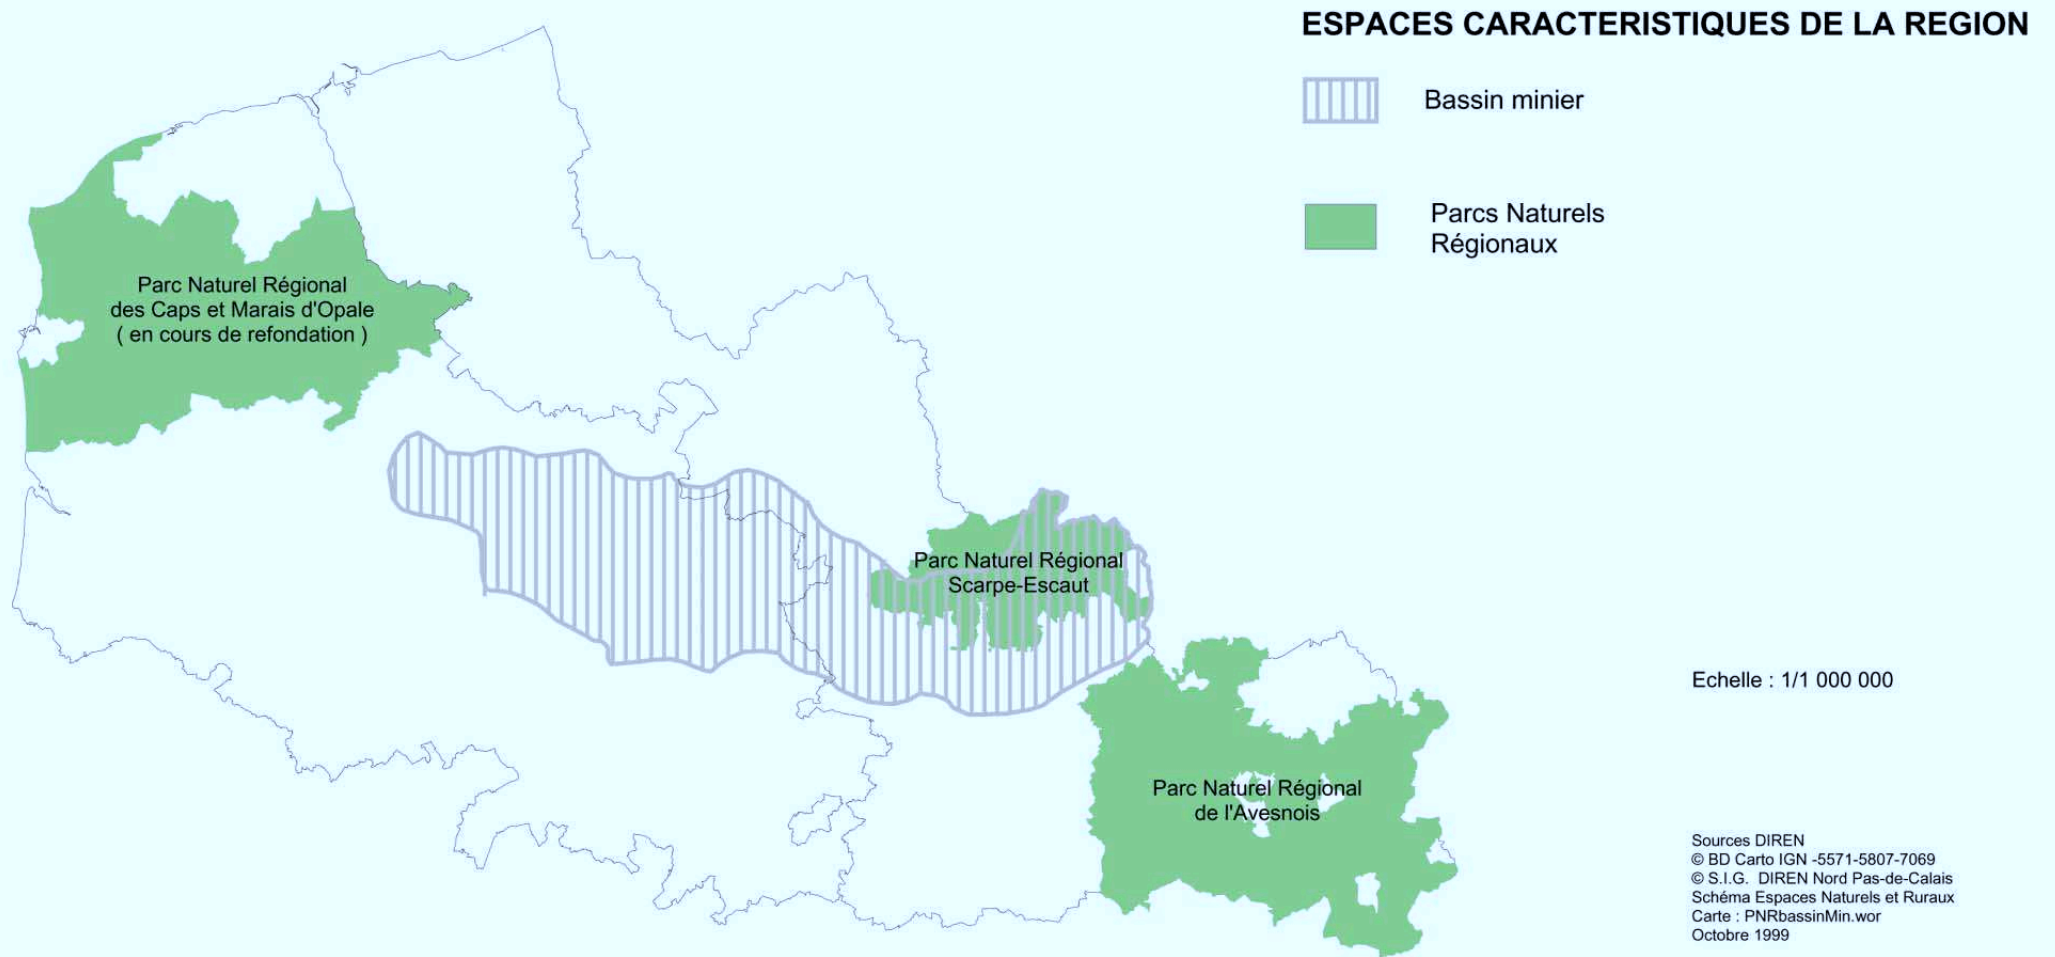 ESPACES CARACTERISTIQUES DE LA REGION
Bassin minier
Parcs Naturels
Régionaux
Parc Naturel Régional
des Caps et Marais d'Opale
( en cours de refondation )
Parc Naturel Régional
Scarpe-Escaut
Parc Naturel Régional
de l'Avesnois
Echelle : 1/1 000 000
Sources DIREN
© BD Carto IGN -5571-5807-7069
© S.I.G. DIREN Nord Pas-de-Calais
Schéma Espaces Naturels et Ruraux
Carte : PNRbassinMin.wor
Octobre 1999